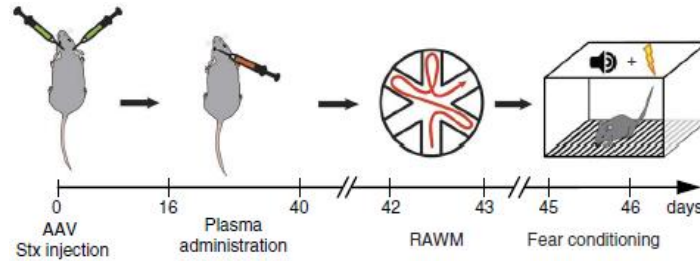 +
0
16
40
42
43
45
46
days
AAV
Stx injection
Plasma
administration
RAWM
Fear conditioning